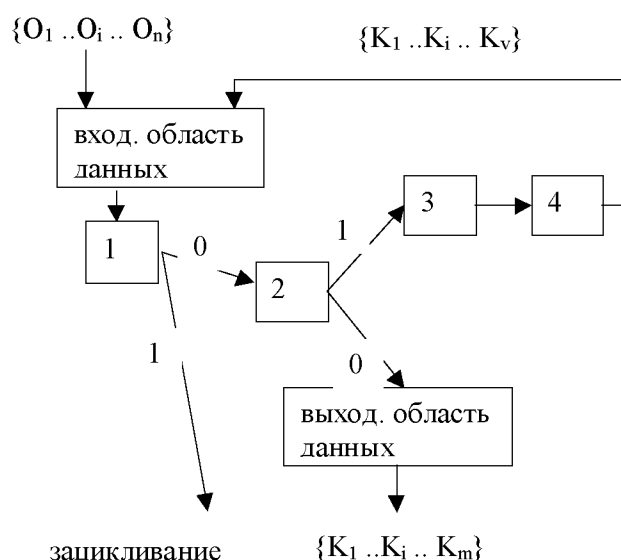 {O₁ ..Oᵢ .. Oₙ}
{K₁ ..Kᵢ .. Kᵥ}
вход. область
данных
3
4
1
0
1
2
1
0
выход. область
данных
зацикливание
{K₁ ..Kᵢ .. Kₘ}